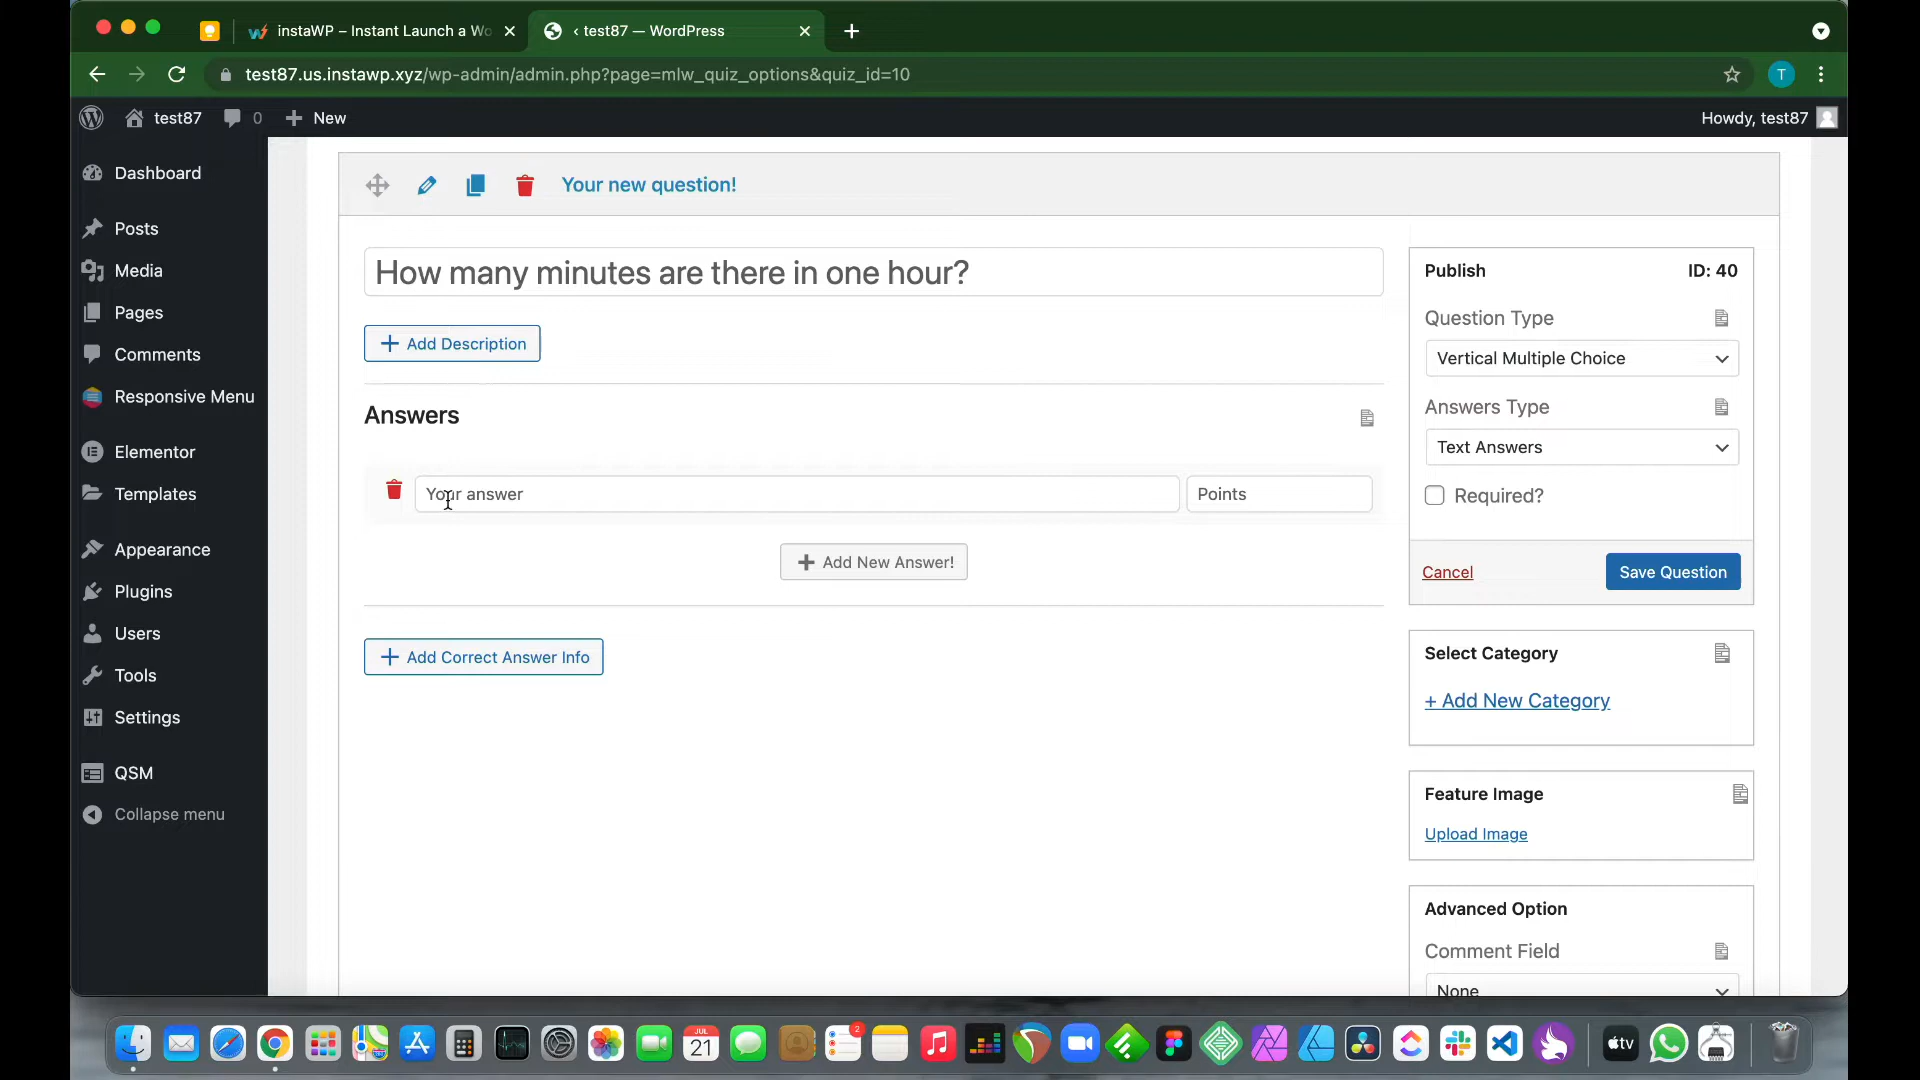 instaWP – Instant Launch a Wo
‹ test87 — WordPress
test87.us.instawp.xyz/wp-admin/admin.php?page=mlw_quiz_options&quiz_id=10
T
test87
0
New
Howdy, test87
Dashboard
Posts
Media
Pages
Comments
Responsive Menu
Elementor
Templates
Appearance
Plugins
Users
Tools
Settings
QSM
Collapse menu
Your new question!
How many minutes are there in one hour?
Add Description
Answers
Your answer
Points
Add New Answer!
Add Correct Answer Info
Publish
ID: 40
Question Type
Vertical Multiple Choice
Answers Type
Text Answers
Required?
Cancel
Save Question
Select Category
+ Add New Category
Feature Image
Upload Image
Advanced Option
Comment Field
None
JUL
21
2
tv